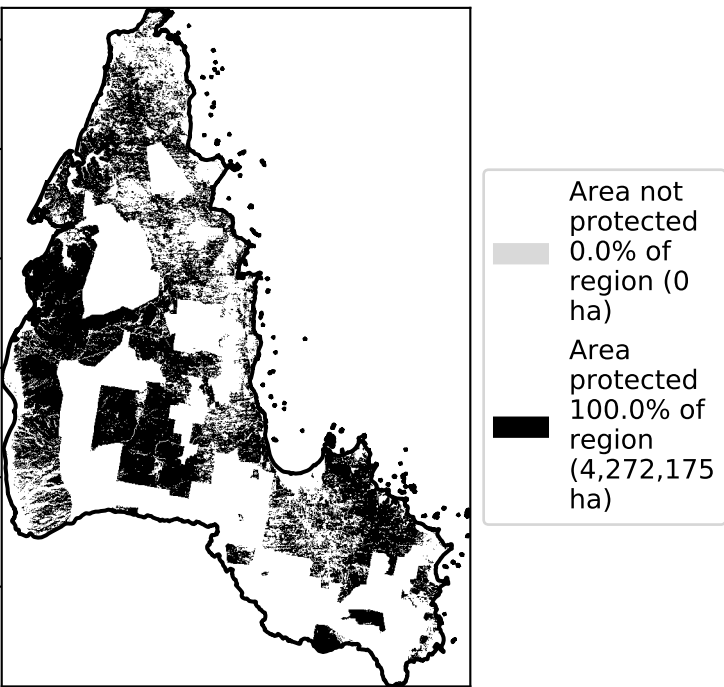 Area not
protected
0.0% of
region (0
ha)
Area
protected
100.0% of
region
(4,272,175
ha)